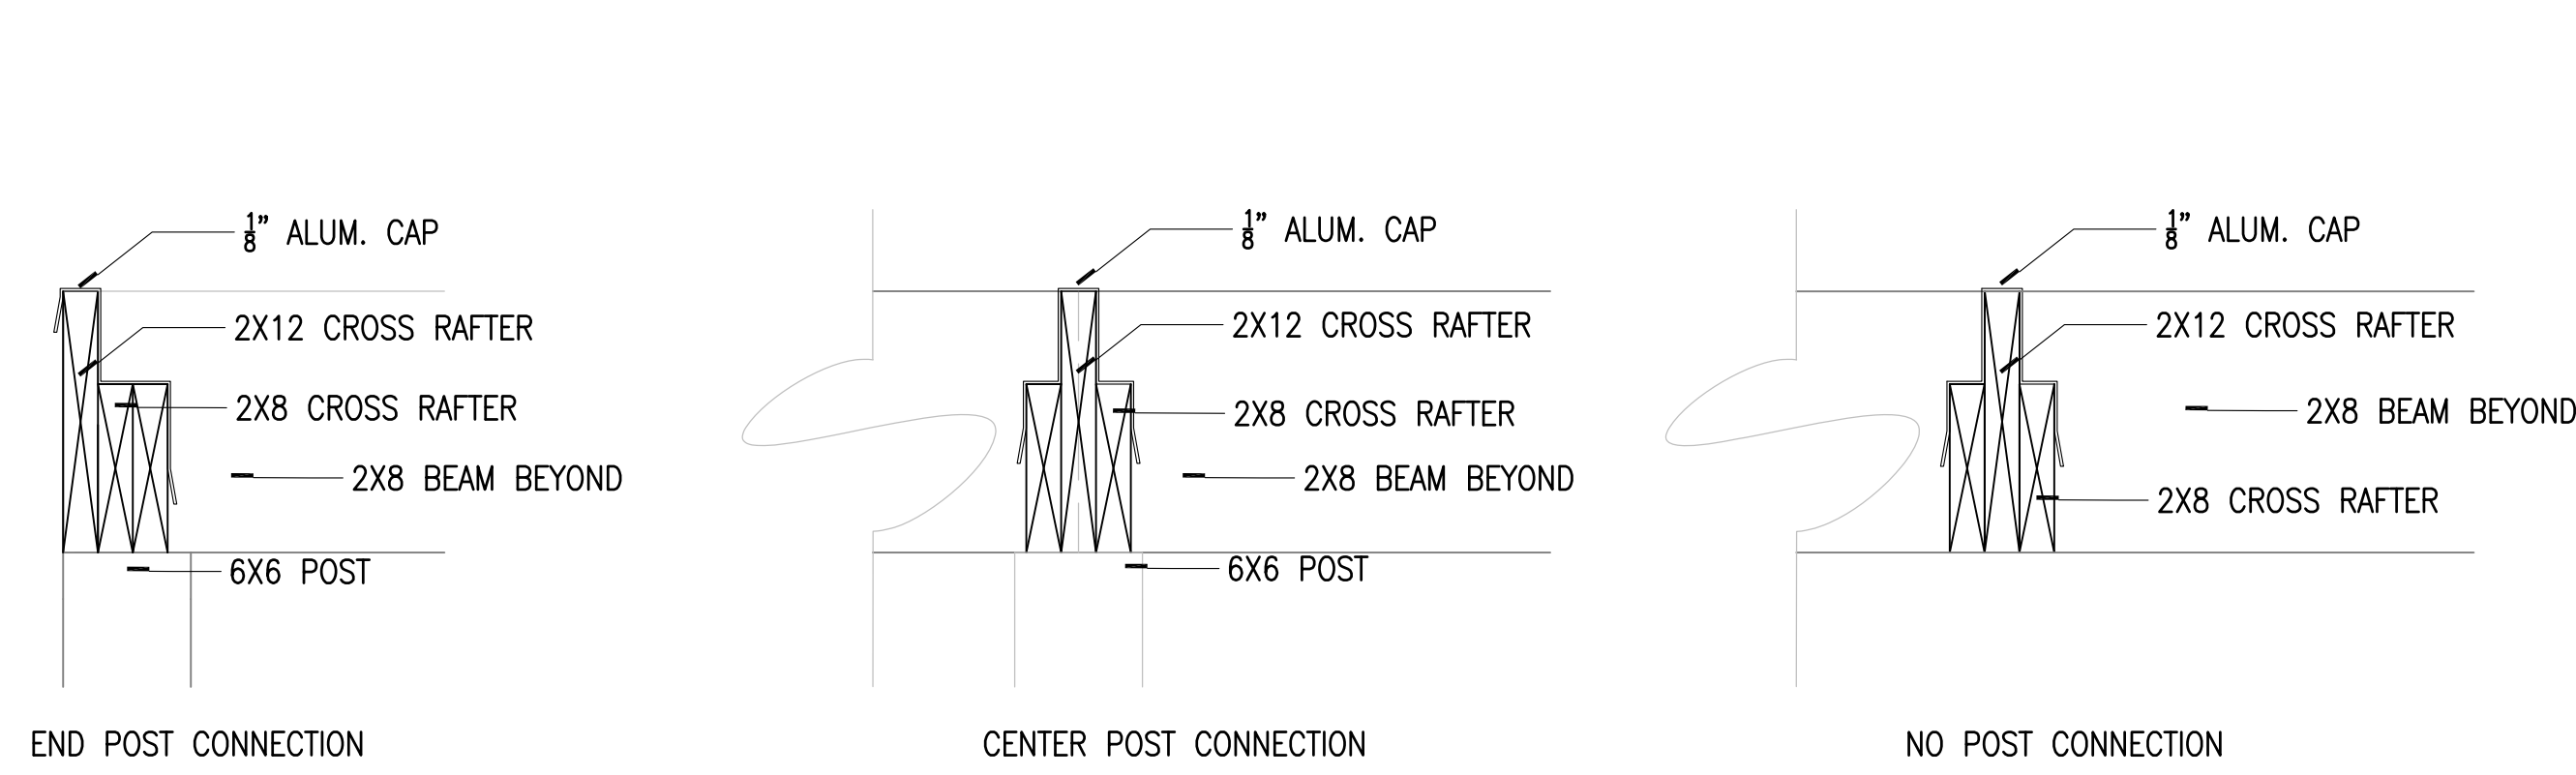 ⅛" ALUM. CAP
2X12 CROSS RAFTER
2X8 CROSS RAFTER
2X8 BEAM BEYOND
6X6 POST
END POST CONNECTION
⅛" ALUM. CAP
2X12 CROSS RAFTER
2X8 CROSS RAFTER
2X8 BEAM BEYOND
6X6 POST
CENTER POST CONNECTION
⅛" ALUM. CAP
2X12 CROSS RAFTER
2X8 BEAM BEYOND
2X8 CROSS RAFTER
NO POST CONNECTION